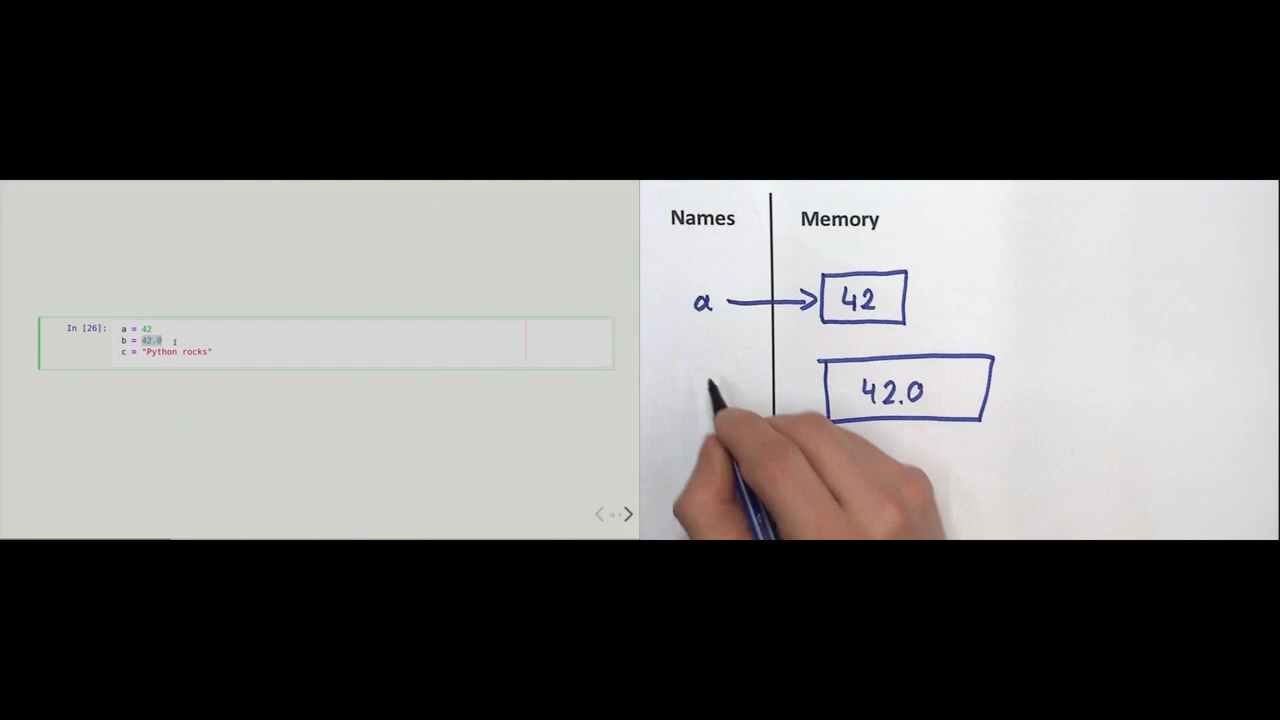 In [26]:
a = 42
b = 42.0
c = "Python rocks"
Names
Memory
a
42
42.0